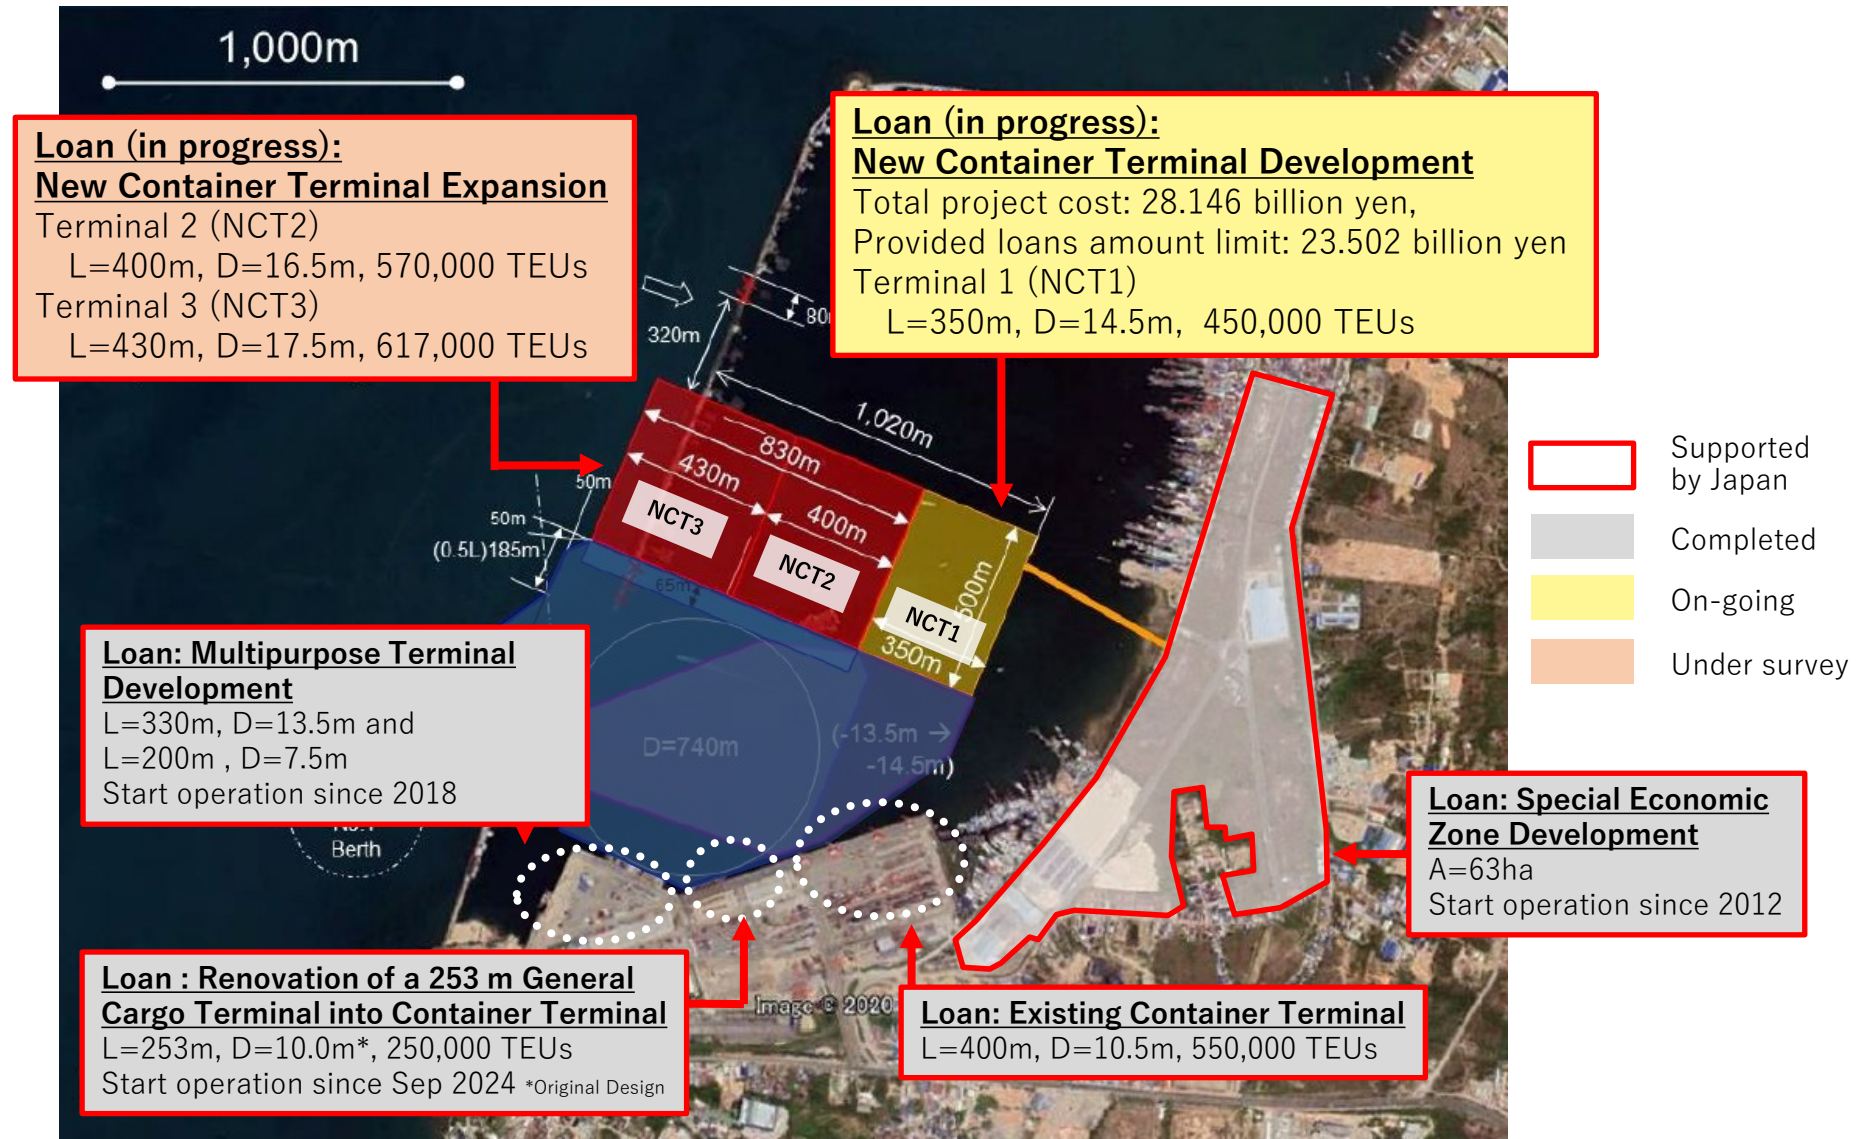 1,000m
Loan (in progress):
New Container Terminal Expansion
Terminal 2 (NCT2)
L=400m, D=16.5m, 570,000 TEUs
Terminal 3 (NCT3)
L=430m, D=17.5m, 617,000 TEUs
Loan (in progress):
New Container Terminal Development
Total project cost: 28.146 billion yen,
Provided loans amount limit: 23.502 billion yen
Terminal 1 (NCT1)
L=350m, D=14.5m, 450,000 TEUs
320m
1,020m
830m
430m
400m
50m
50m
(0.5L)185m
NCT3
NCT2
NCT1
65m
350m
D=740m
(-13.5m →
-14.5m)
Supported
by Japan
Completed
On-going
Under survey
Loan: Multipurpose Terminal
Development
L=330m, D=13.5m and
L=200m , D=7.5m
Start operation since 2018
Berth
Loan: Special Economic
Zone Development
A=63ha
Start operation since 2012
Loan : Renovation of a 253 m General
Cargo Terminal into Container Terminal
L=253m, D=10.0m*, 250,000 TEUs
Start operation since Sep 2024 *Original Design
Image © 2020
Loan: Existing Container Terminal
L=400m, D=10.5m, 550,000 TEUs